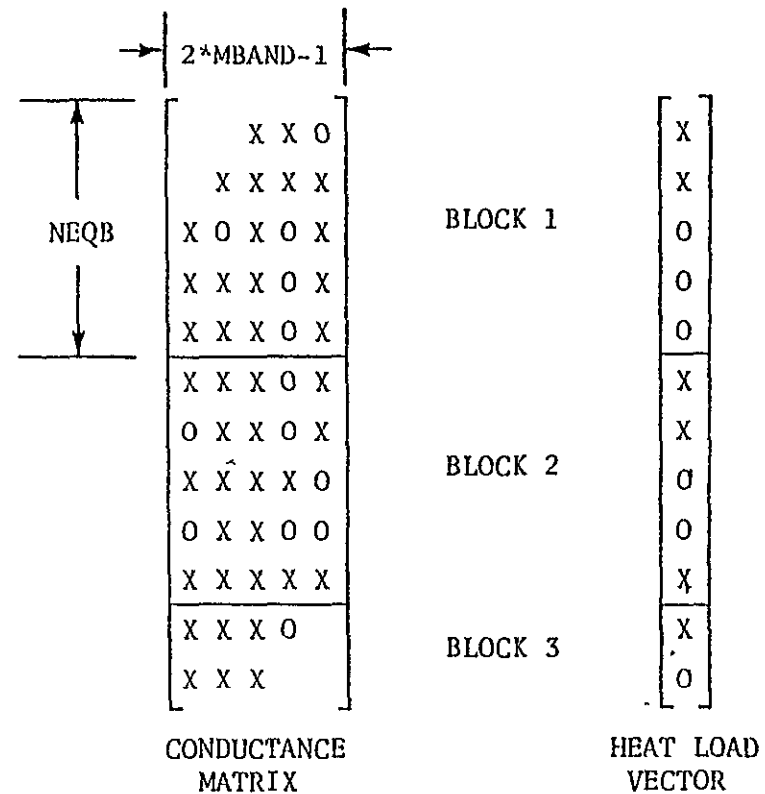 2*MBAND-1
X X O X
X X X X X
NEQB X O X O X BLOCK 1 O
X X X O X O
X X X O X O
X X X O X X
O X X O X X
X X X X O BLOCK 2 O
O X X O O O
X X X X X X
X X X O X
BLOCK 3
X X X O
CONDUCTANCE HEAT LOAD
MATRIX VECTOR